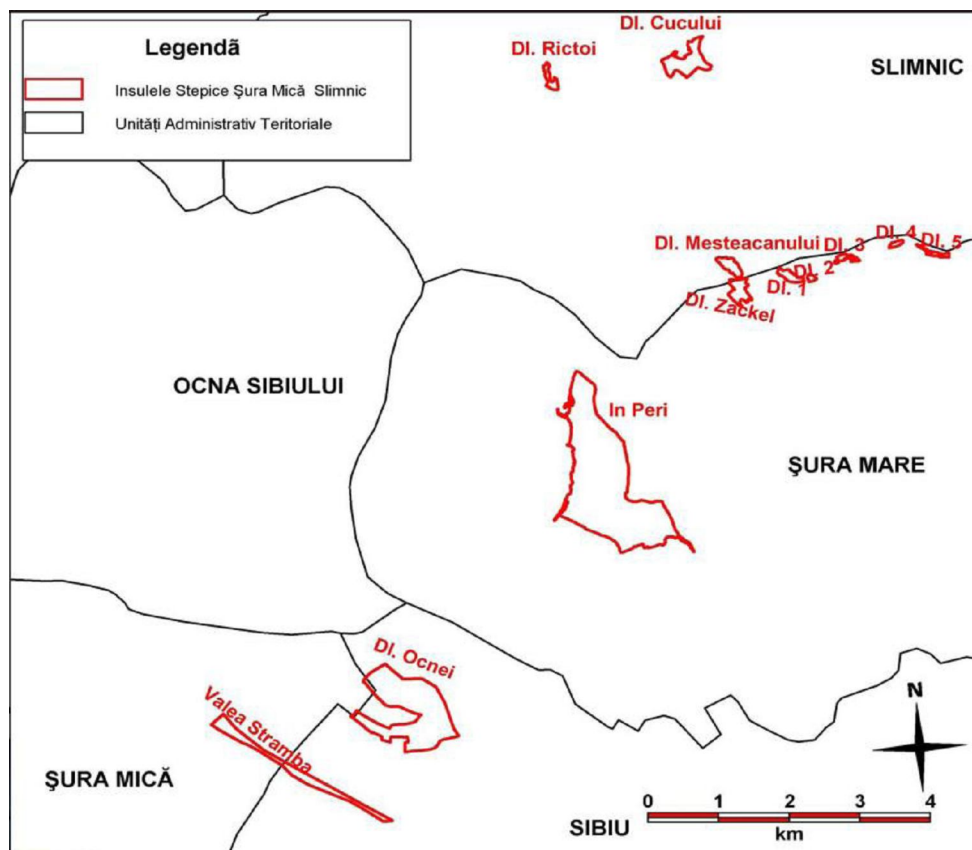 Legendã
Insulele Stepice Şura Mică Slimnic
Unități Administrativ Teritoriale
Dl. Rictoi
Dl. Cucului
SLIMNIC
Dl. Mesteacanului
Dl. Zackel
Dl. 1
Dl. 2
Dl. 3
Dl. 4
Dl. 5
OCNA SIBIULUI
In Peri
ŞURA MARE
Dl. Ocnei
Valea Stramba
ŞURA MICĂ
SIBIU
N
0 1 2 3 4
km